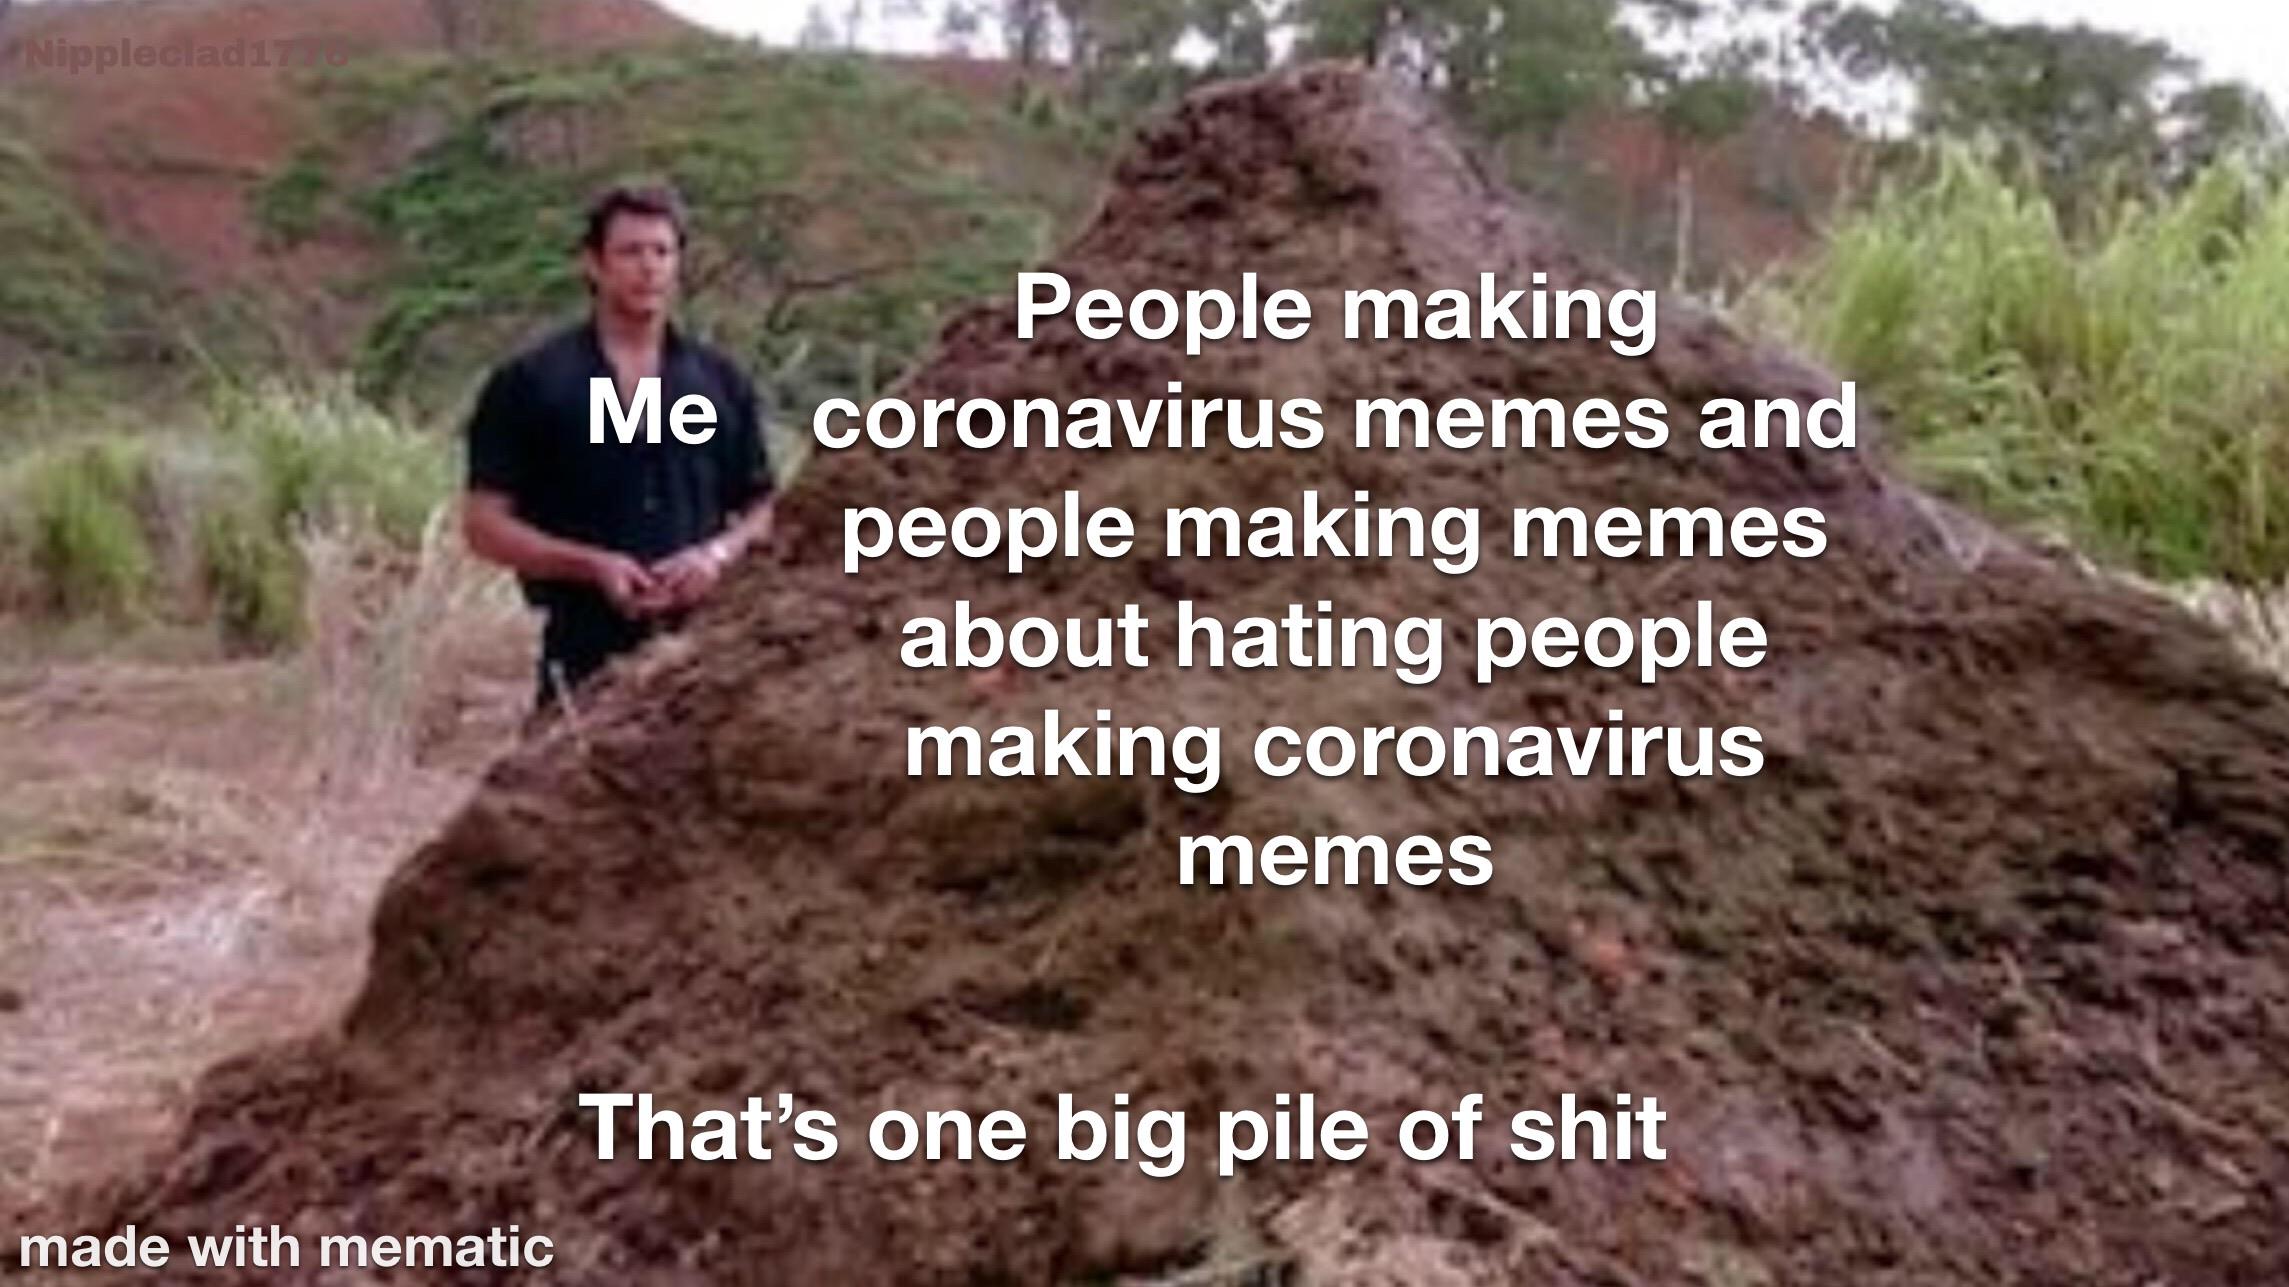 Nippleclad1776
Me
People making
coronavirus memes and
people making memes
about hating people
making coronavirus
memes
That’s one big pile of shit
made with mematic